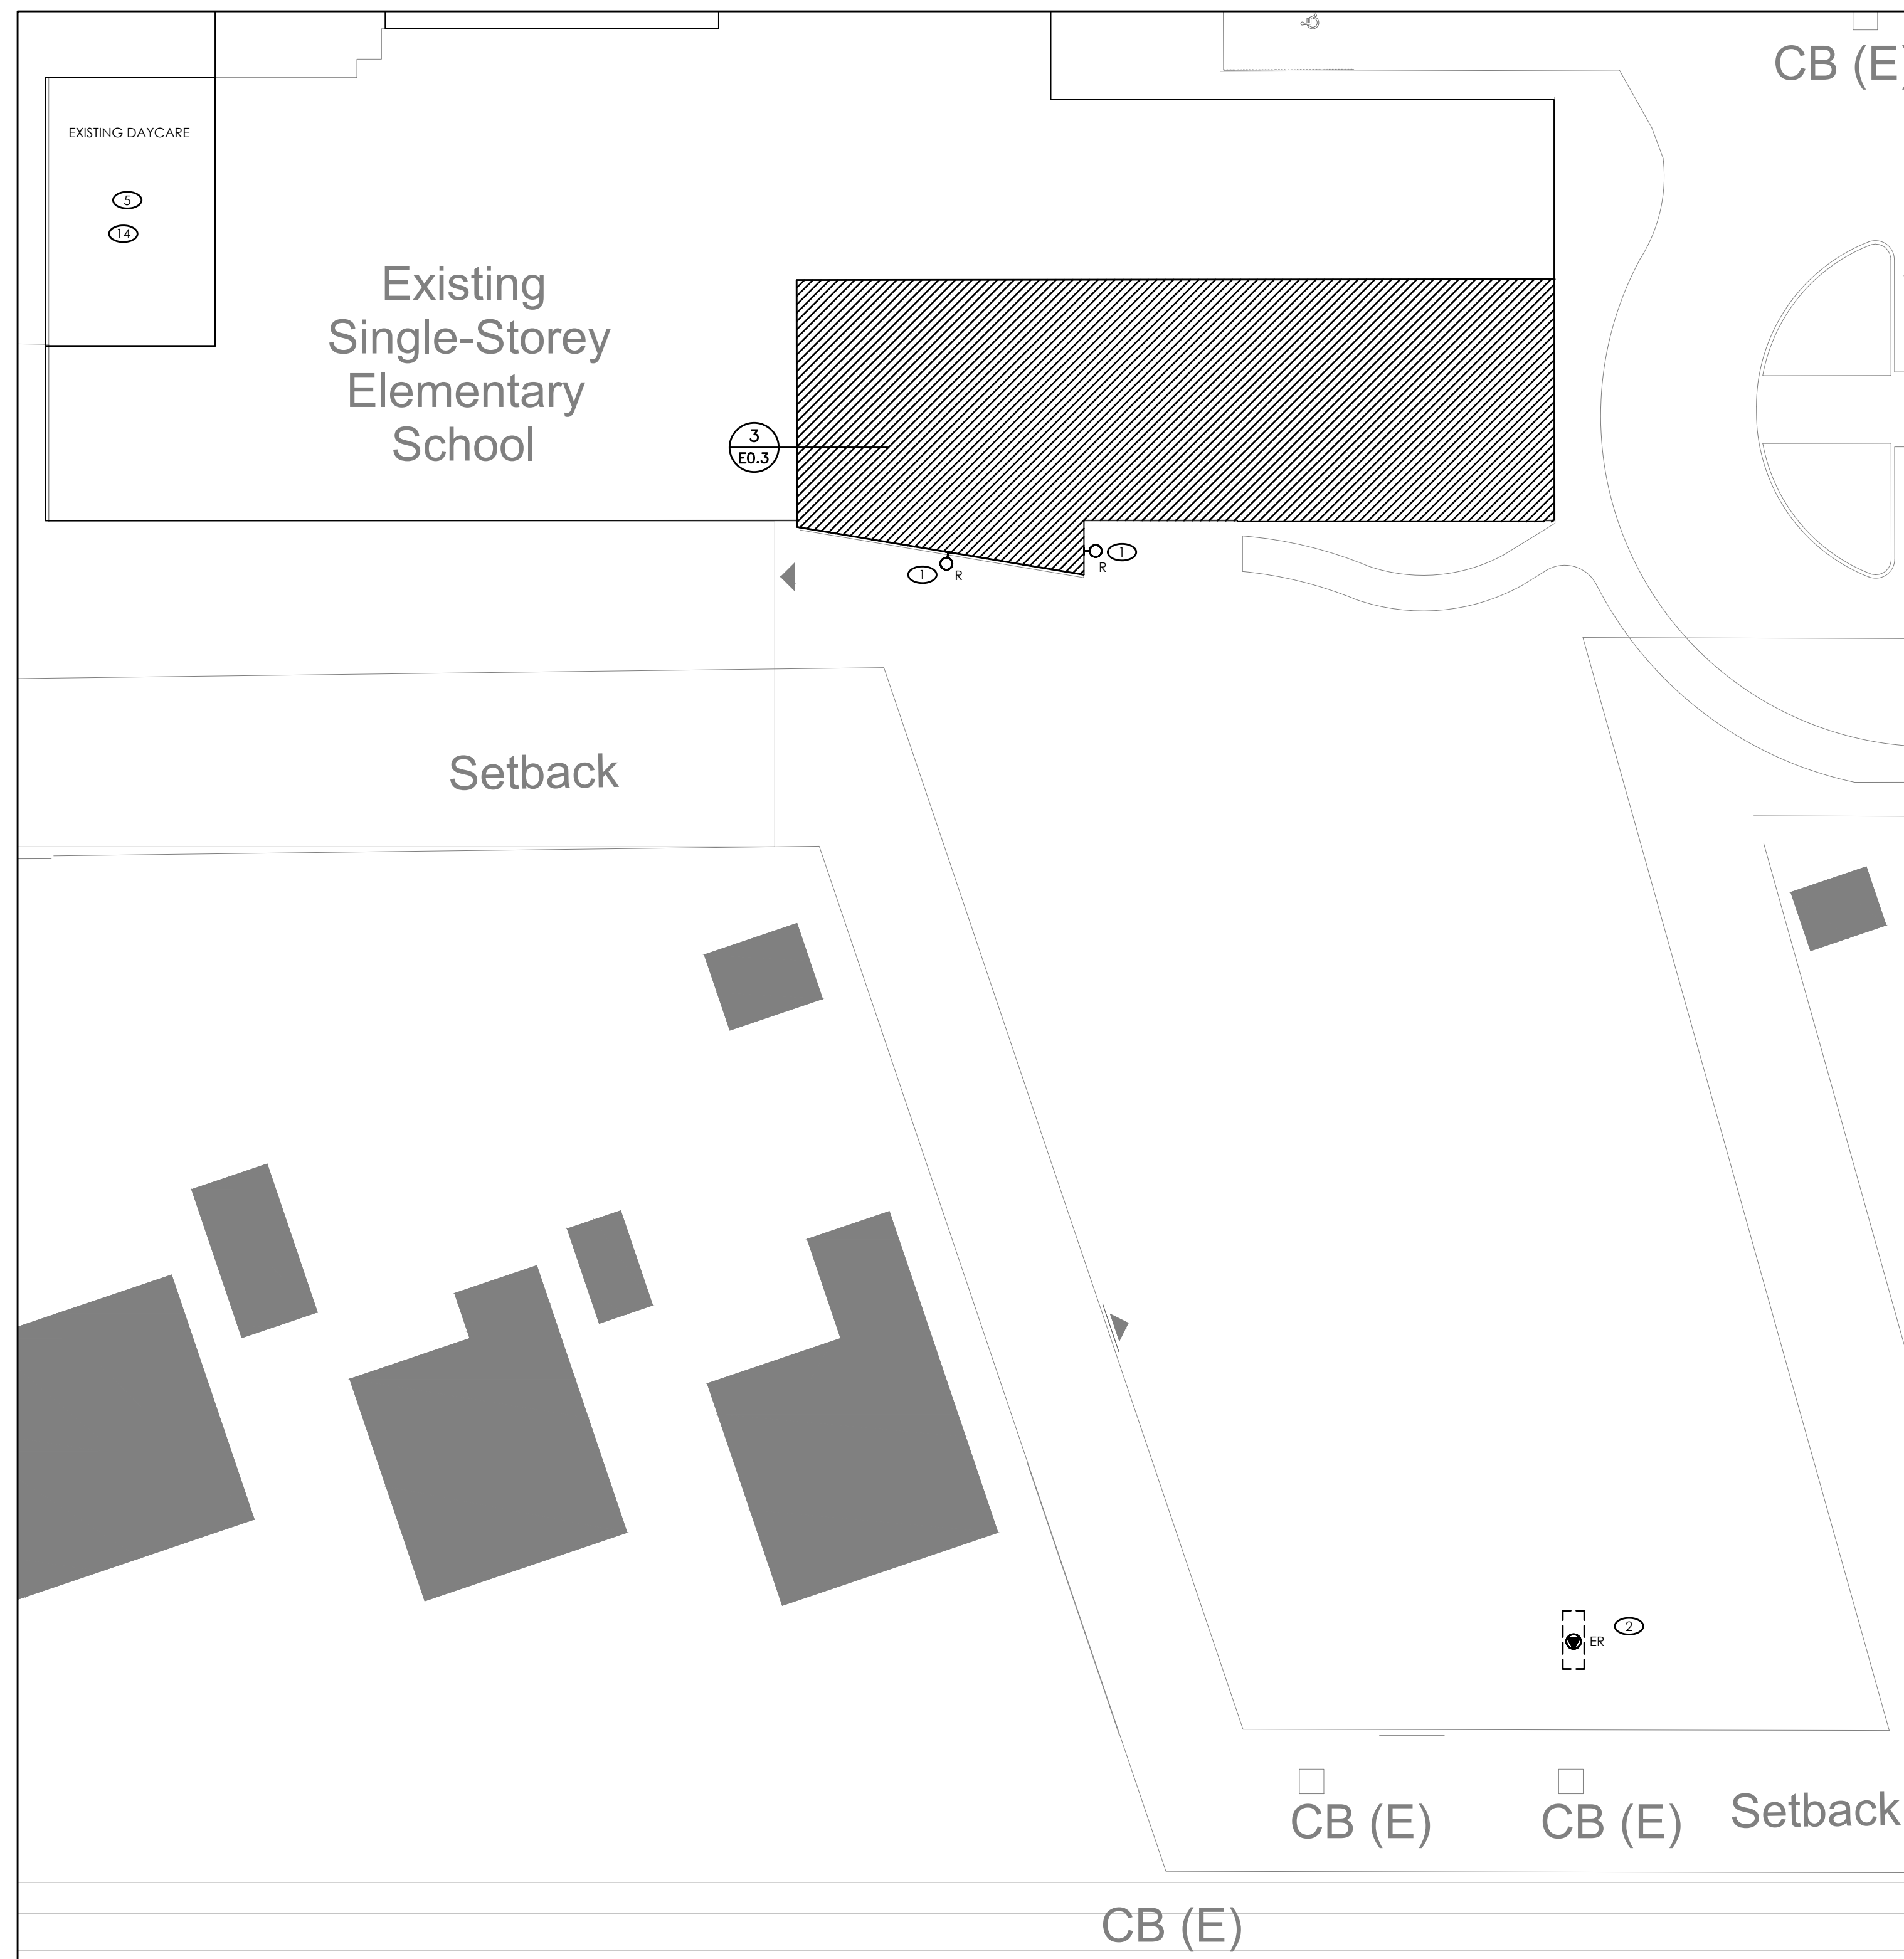 CB (E)
EXISTING DAYCARE
5
14
Existing
Single-Storey
Elementary
School
3
E0.3
1
R
1
R
Setback
2
ER
CB (E)
CB (E)
Setback
CB (E)